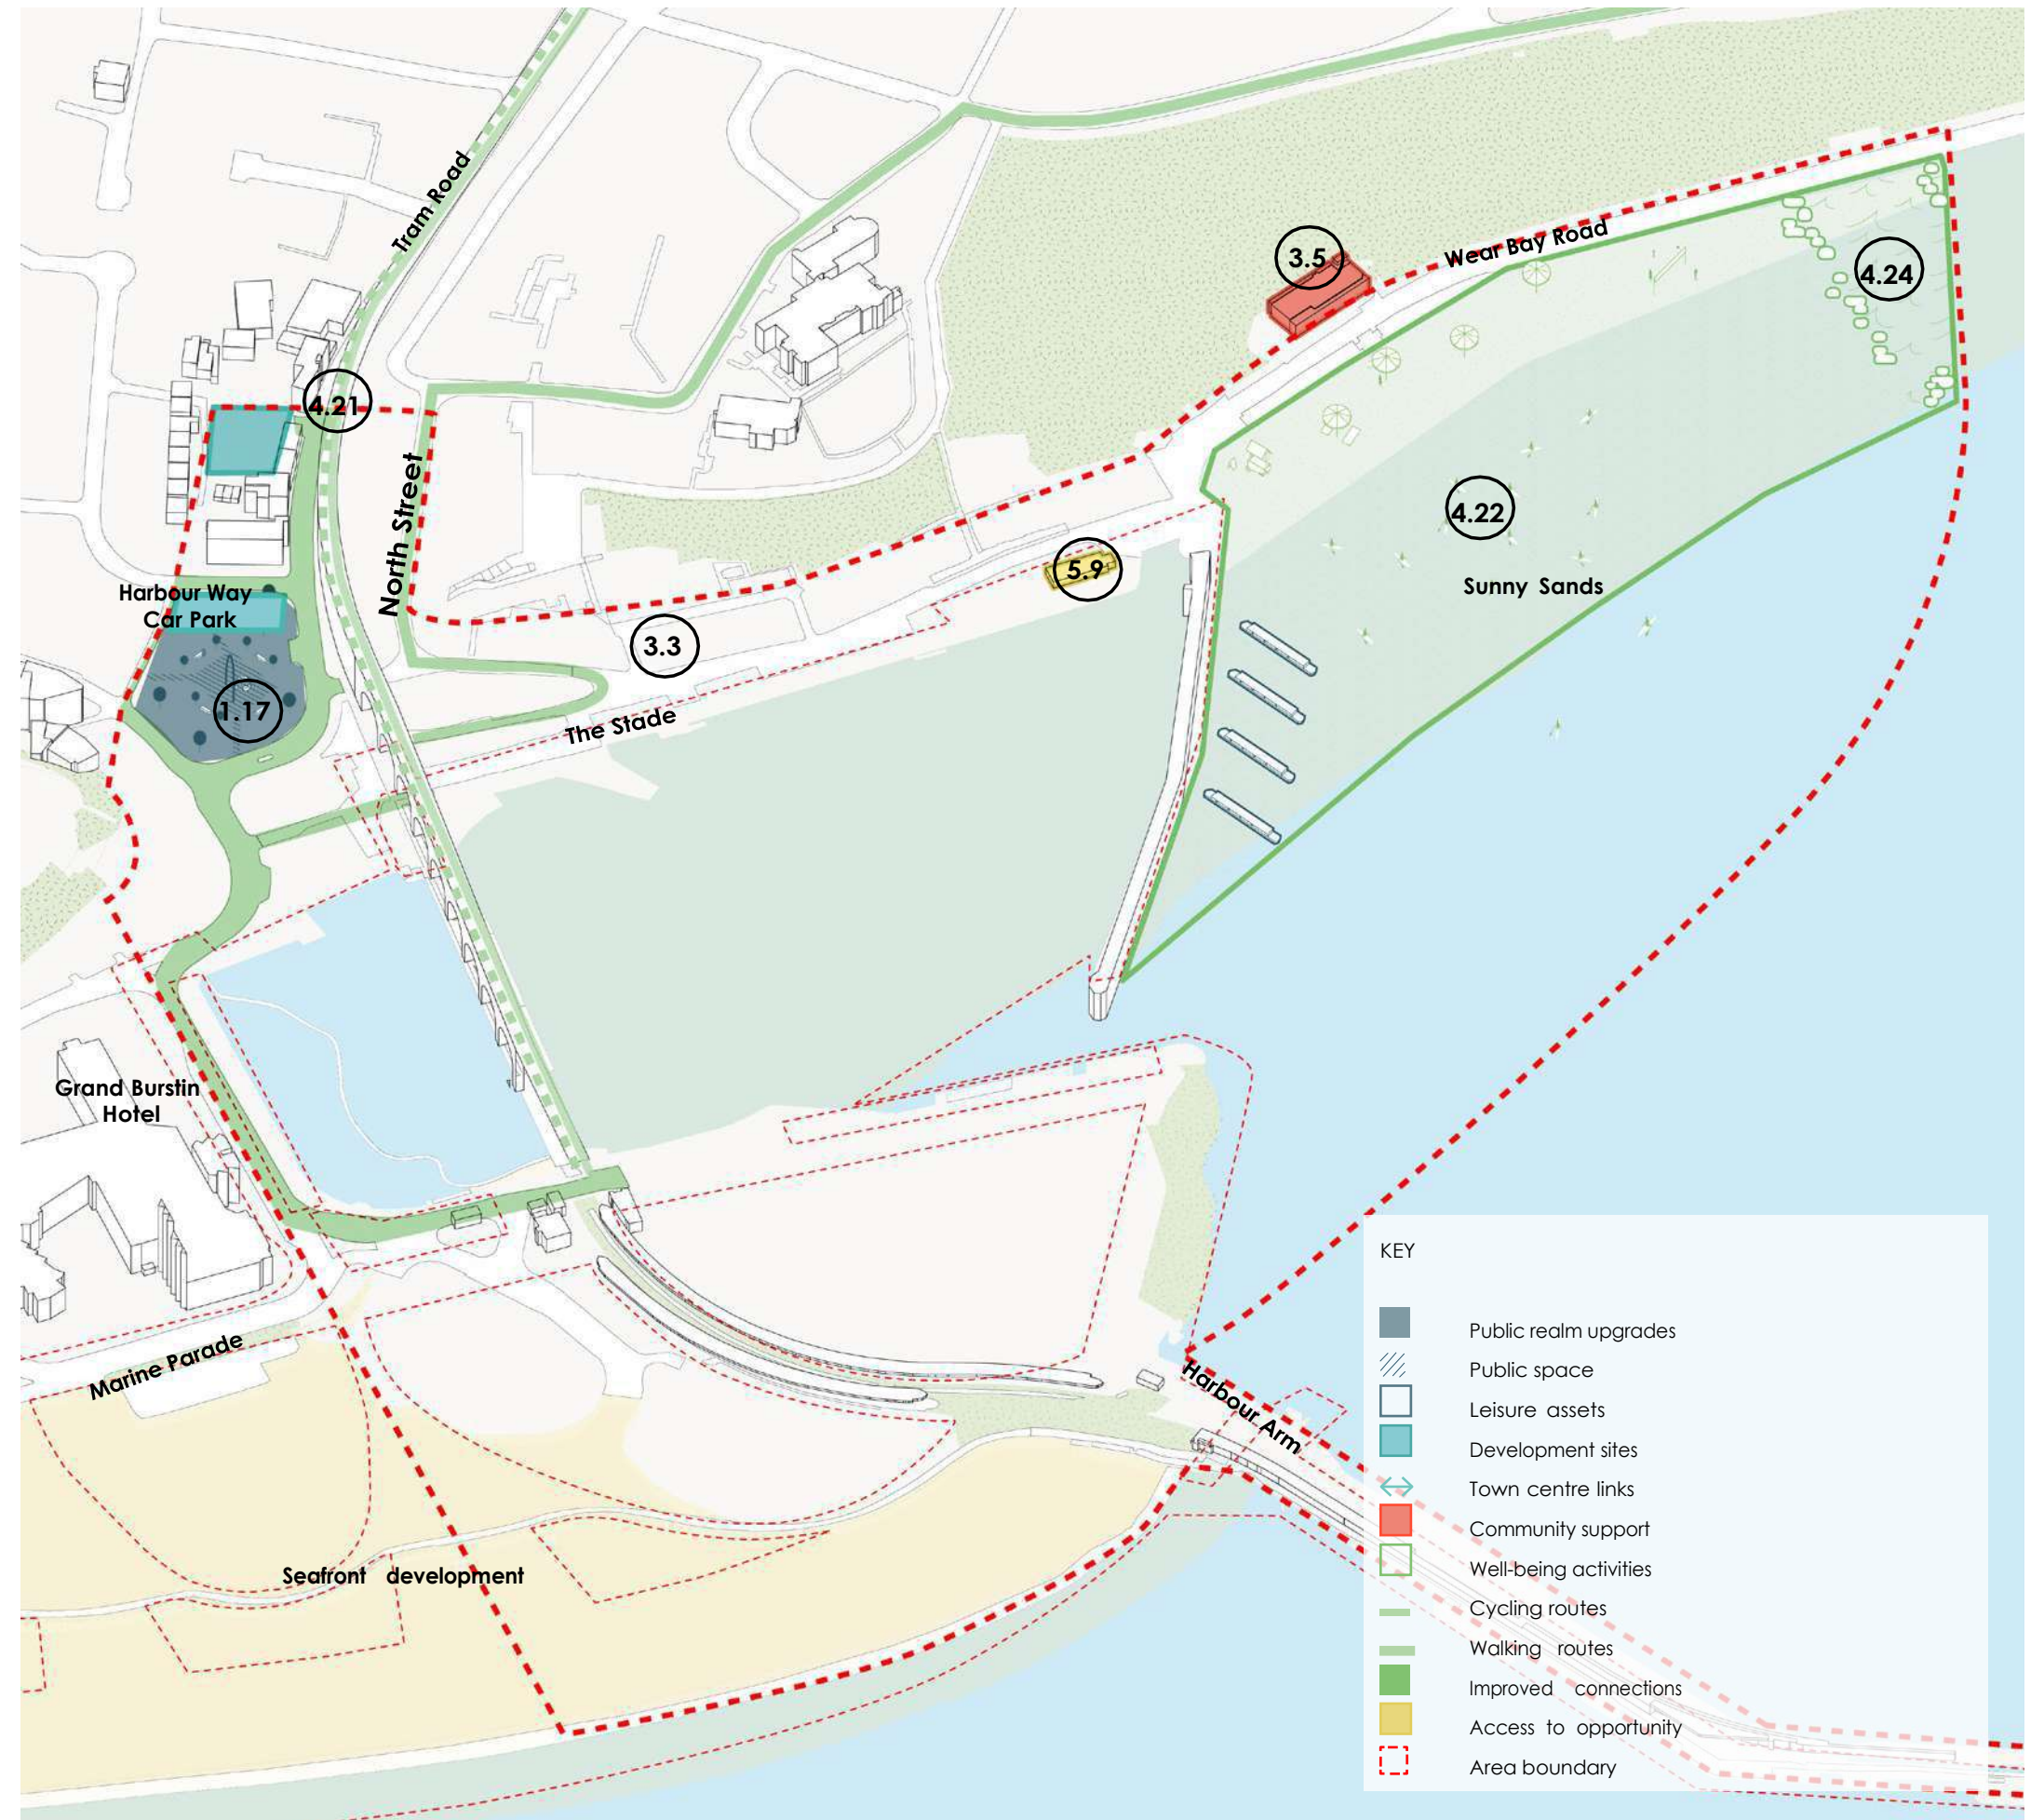 Tram Road
3.5
Wear Bay Road
4.24
4.21
North Street
4.22
5.9
Sunny Sands
Harbour Way
Car Park
3.3
1.17
The Stade
Grand Burstin
Hotel
Marine Parade
Harbour Arm
Seafront development
KEY
Public realm upgrades
Public space
Leisure assets
Development sites
Town centre links
Community support
Well-being activities
Cycling routes
Walking routes
Improved connections
Access to opportunity
Area boundary